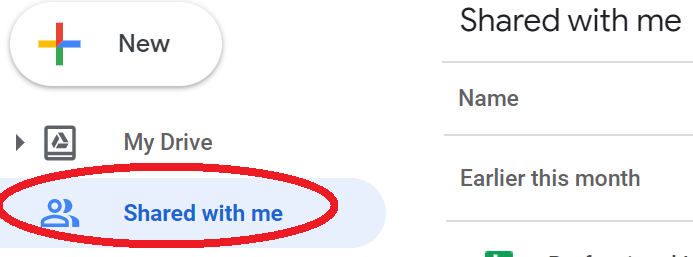 New
My Drive
Shared with me
Shared with me
Name
Earlier this month